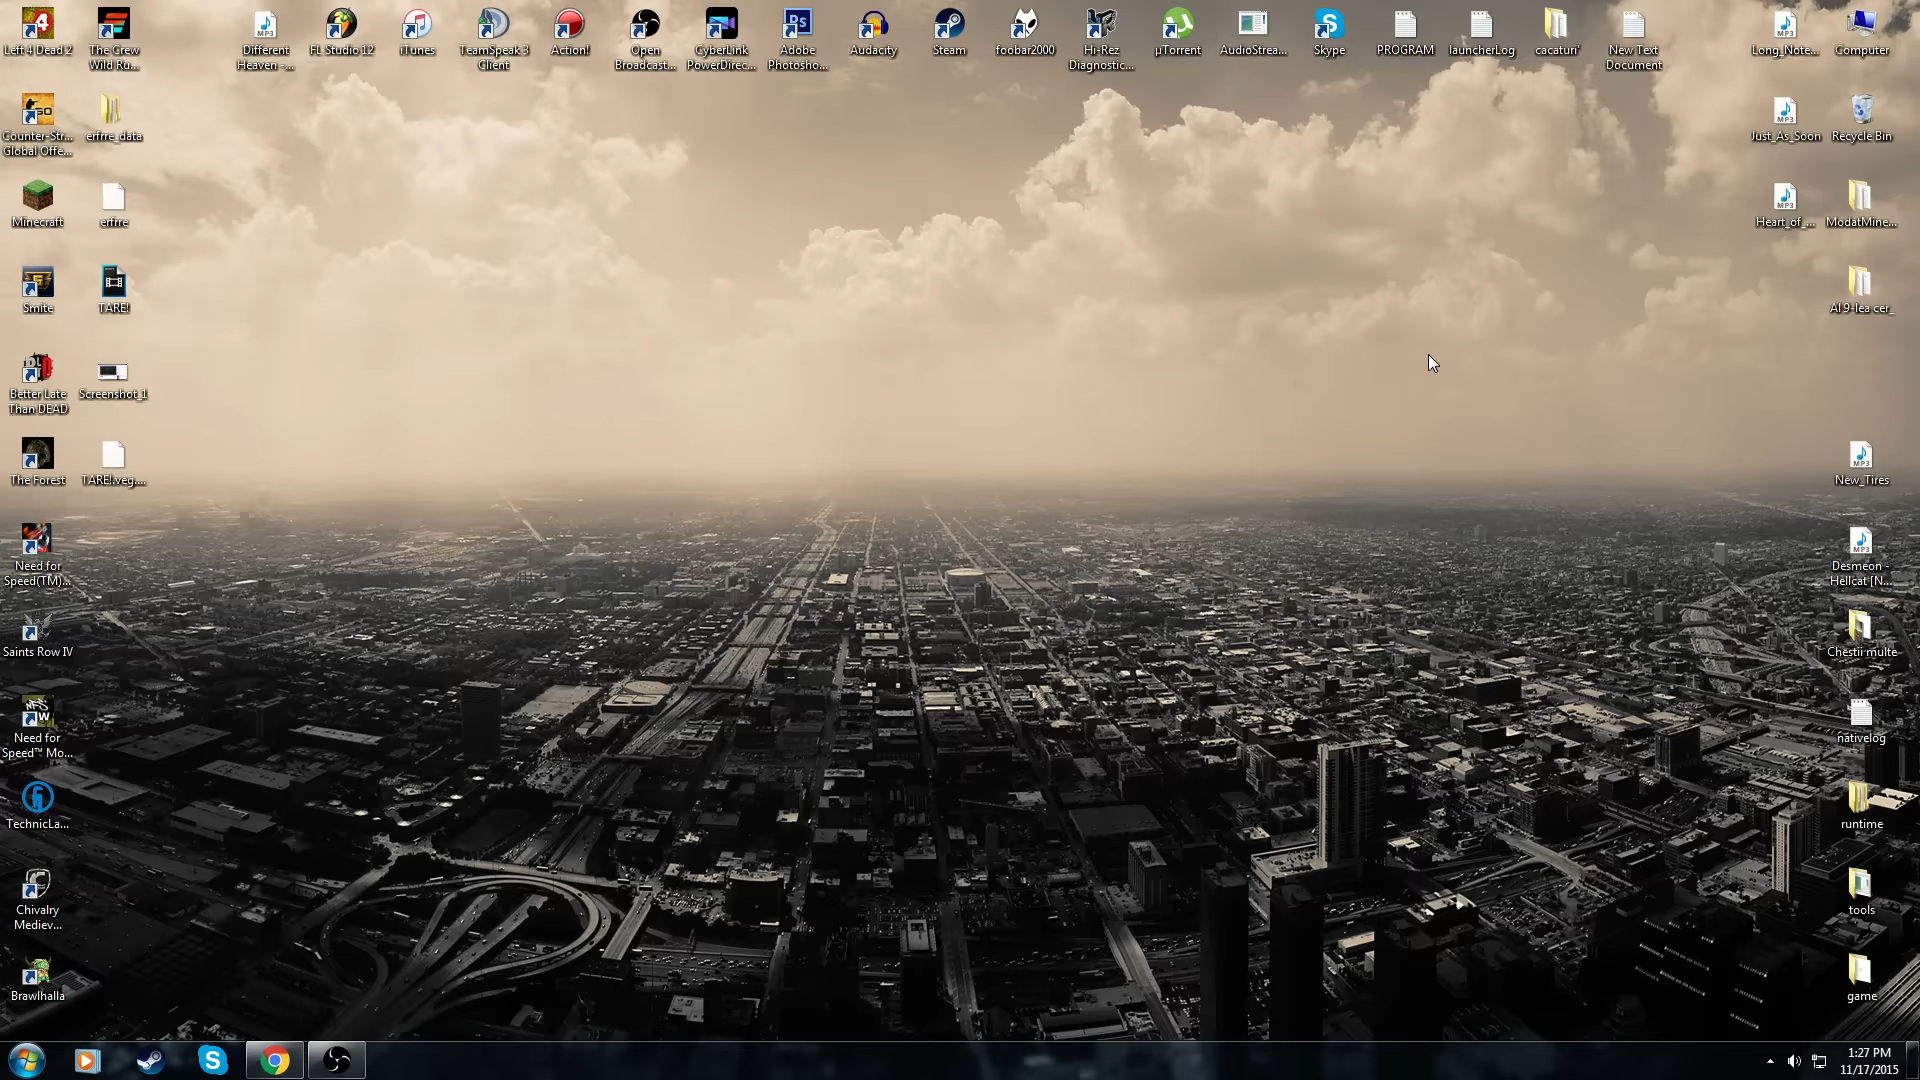 Left 4 Dead 2
The Crew
Wild Ru...
Different
Heaven -...
FL Studio 12
iTunes
TeamSpeak 3
Client
Action!
Open
Broadcast...
CyberLink
PowerDirec...
Adobe
Photosho...
Audacity
Steam
foobar2000
Hi-Rez
Diagnostic...
µTorrent
AudioStrea...
Skype
PROGRAM
launcherLog
cacaturi'
New Text
Document
Long_Note...
Computer
Counter-Str...
Global Offe...
erfrre_data
Just_As_Soon
Recycle Bin
Minecraft
erfrre
Heart_of_...
ModatMine...
Smite
TARE!
Al 9-lea cer_
Better Late
Than DEAD
Screenshot_1
The Forest
TARE!.veg....
New_Tires
Need for
Speed(TM)...
Desmeon -
Hellcat [N...
Saints Row IV
Chestii multe
Need for
Speed™ Mo...
nativelog
TechnicLa...
runtime
Chivalry
Mediev...
tools
Brawlhalla
game
1:27 PM
11/17/2015